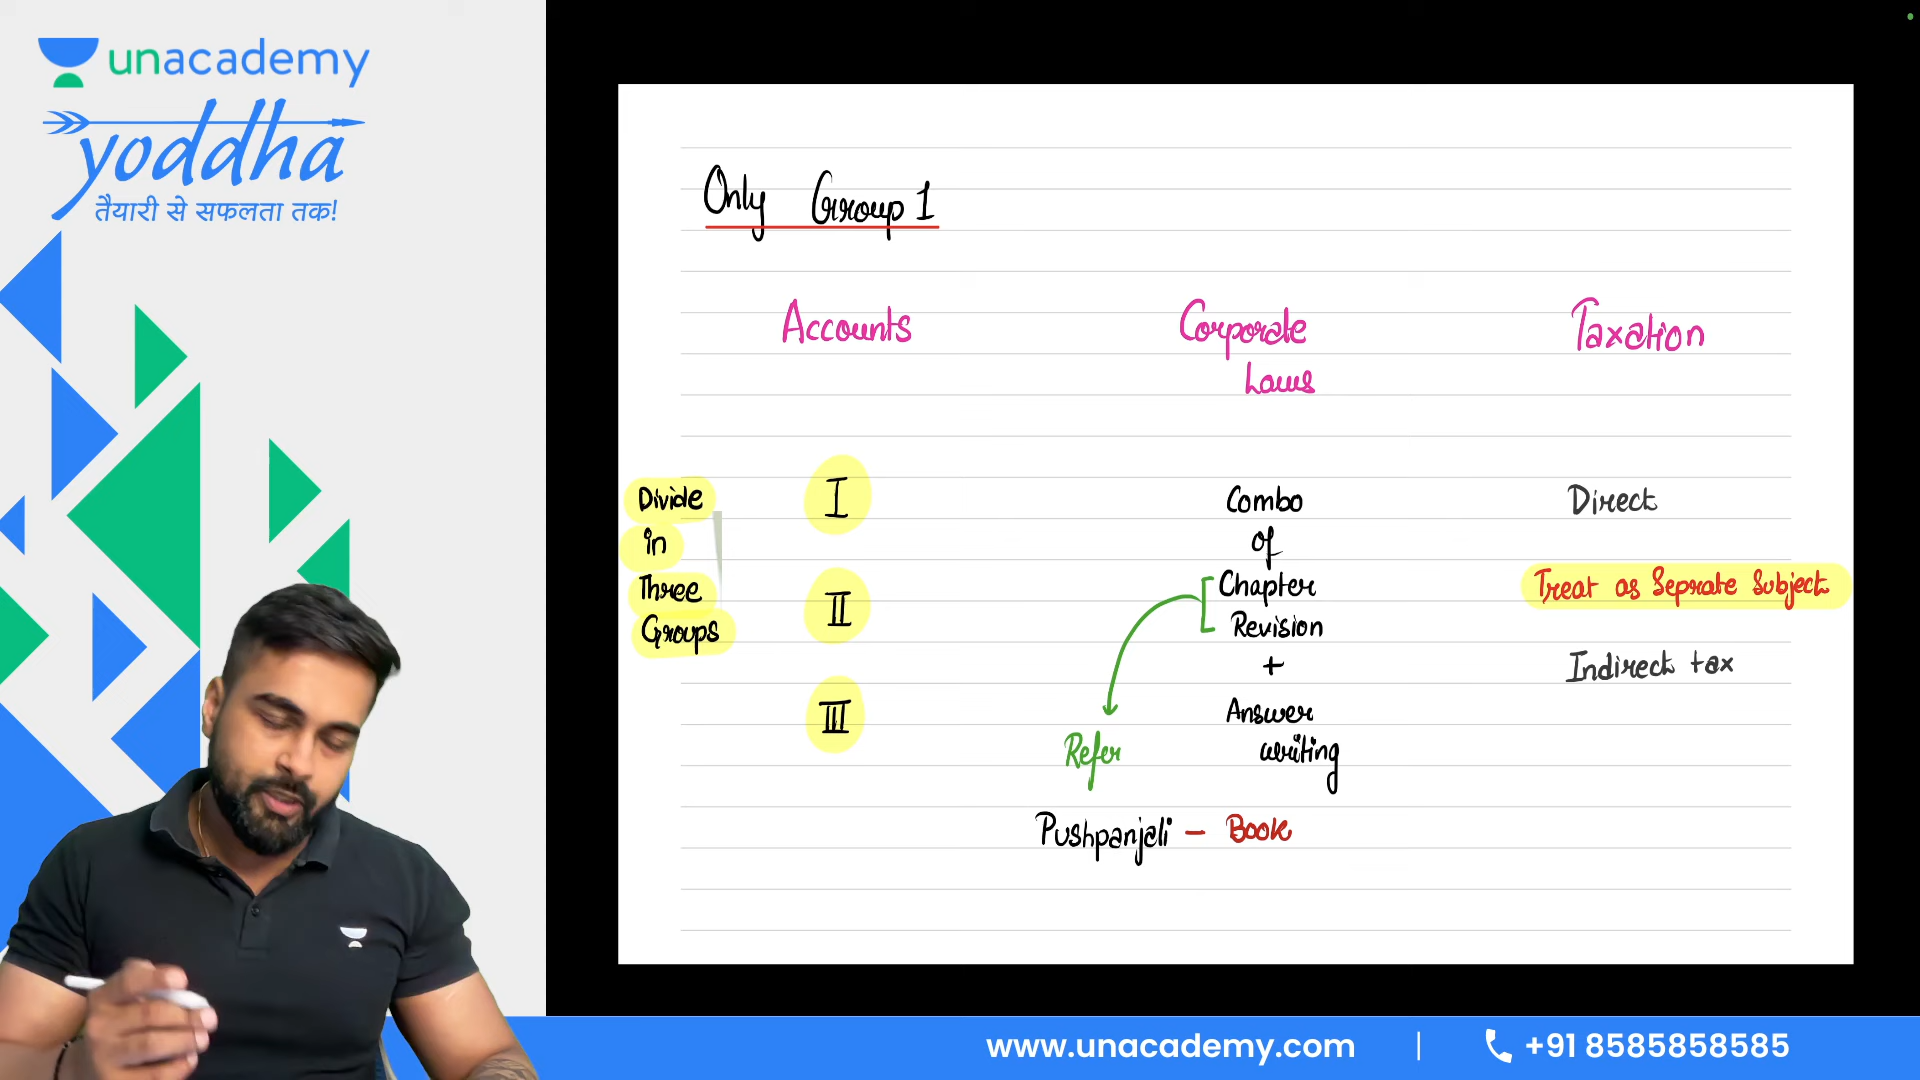 unacademy
yoddha
तैयारी से सफलता तक!
Only Group 1
Accounts
Corporate
Laws
Taxation
Divide
in
Three
Groups
I
II
III
Combo
of
Chapter
Revision
+
Answer
writing
Refer
Pushpanjali - Book
Direct
Treat as Seprate Subject
Indirect tax
www.unacademy.com | +91 8585858585